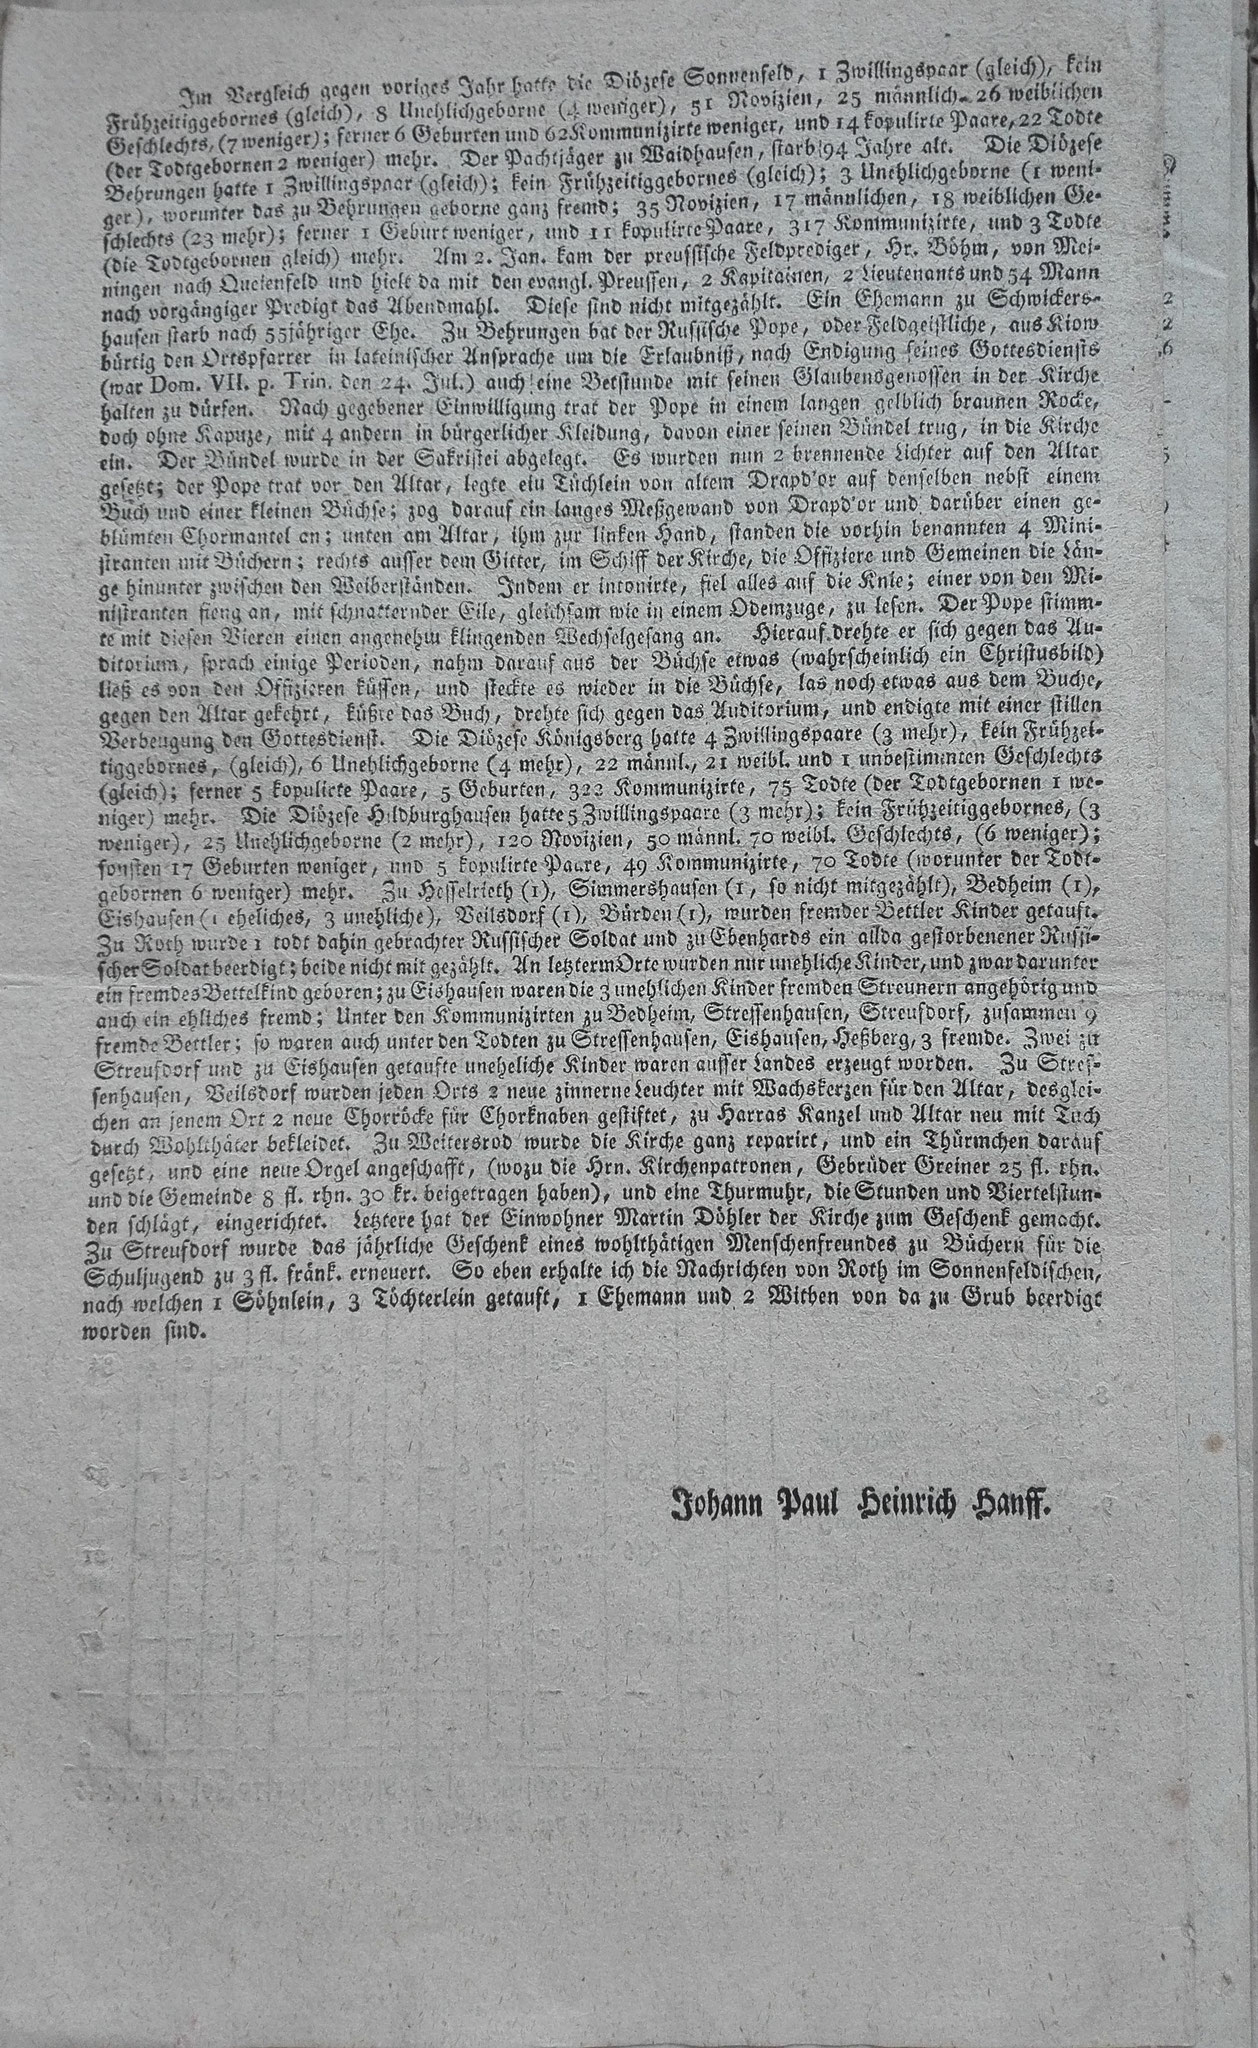 Im Vergleich gegen voriges Jahr hatte die Diözese Sonnenfeld, 1 Zwillingspaar (gleich), kein
Frühzeitiggebornes (gleich), 8 Unehlichgeborne (4 weniger), 51 Novizien, 25 männlich- 26 weiblichen
Geschlechts, (7 weniger); ferner 6 Geburten und 62 Kommunizirte weniger, und 14 kopulirte Paare, 22 Todte
(der Todtgebornen 2 weniger) mehr. Der Pachtjäger zu Waidhausen, starb 94 Jahre alt. Die Diözese
Behrungen hatte 1 Zwillingspaar (gleich); kein Frühzeitiggebornes (gleich); 3 Unehlichgeborne (1 weni-
ger), worunter das zu Behrungen geborne ganz fremd; 35 Novizien, 17 männlichen, 18 weiblichen Ge-
schlechts (23 mehr); ferner 1 Geburt weniger, und 11 kopulirte Paare, 317 Kommunizirte, und 3 Todte
(die Todtgebornen gleich) mehr. Am 2. Jan. kam der preussische Feldprediger, Hr. Böhm, von Mei-
ningen nach Queienfeld und hielt da mit den evangl. Preussen, 2 Kapitainen, 2 Lieutenants und 54 Mann
nach vorgängiger Predigt das Abendmahl. Diese sind nicht mitgezählt. Ein Ehemann zu Schwickers-
hausen starb nach 55jähriger Ehe. Zu Behrungen bat der Russische Pope, oder Feldgeistliche, aus Kiow
bürtig den Ortspfarrer in lateinischer Ansprache um die Erlaubniß, nach Endigung seines Gottesdiensts
(war Dom. VII. p. Trin. den 24. Jul.) auch eine Betstunde mit seinen Glaubensgenossen in der Kirche
halten zu dürfen. Nach gegebener Einwilligung trat der Pope in einem langen gelblich braunen Rocke,
doch ohne Kapuze, mit 4 andern in bürgerlicher Kleidung, davon einer seinen Bündel trug, in die Kirche
ein. Der Bündel wurde in der Sakristei abgelegt. Es wurden nun 2 brennende Lichter auf den Altar
gesetzt; der Pope trat vor den Altar, legte ein Tüchlein von altem Drapd'or auf denselben nebst einem
Buch und einer kleinen Büchse; zog darauf ein langes Meßgewand von Drapd'or und darüber einen ge-
blümten Chormantel an; unten am Altar, ihm zur linken Hand, standen die vorhin benannten 4 Mini-
stranten mit Büchern; rechts ausser dem Gitter, im Schiff der Kirche, die Offiziere und Gemeinen die Län-
ge hinunter zwischen den Weiberständen. Indem er intonirte, fiel alles auf die Knie; einer von den Mi-
nistranten fieng an, mit schnatternder Eile, gleichsam wie in einem Odemzuge, zu lesen. Der Pope stimm-
te mit diesen Vieren einen angenehm klingenden Wechselgesang an. Hierauf drehte er sich gegen das Au-
ditorium, sprach einige Perioden, nahm darauf aus der Büchse etwas (wahrscheinlich ein Christusbild)
ließ es von den Offizieren küssen, und steckte es wieder in die Büchse, las noch etwas aus dem Buche,
gegen den Altar gekehrt, küßte das Buch, drehte sich gegen das Auditorium, und endigte mit einer stillen
Verbeugung den Gottesdienst. Die Diözese Königsberg hatte 4 Zwillingspaare (3 mehr), kein Frühzei-
tiggebornes, (gleich), 6 Unehlichgeborne (4 mehr), 22 männl., 21 weibl. und 1 unbestimmten Geschlechts
(gleich); ferner 5 kopulirte Paare, 5 Geburten, 322 Kommunizirte, 75 Todte (der Todtgebornen 1 we-
niger) mehr. Die Diözese Hildburghausen hatte 5 Zwillingspaare (3 mehr); kein Frühzeitiggebornes, (3
weniger), 25 Unehlichgeborne (2 mehr), 120 Novizien, 50 männl. 70 weibl. Geschlechts, (6 weniger);
sonsten 17 Geburten weniger, und 5 kopulirte Paare, 49 Kommunizirte, 70 Todte (worunter der Todt-
gebornen 6 weniger) mehr. Zu Hesselrieth (1), Simmershausen (1, so nicht mitgezählt), Bedheim (1),
Eishausen (1 eheliches, 3 unehliche), Veilsdorf (1), Bürden (1), wurden fremder Bettler Kinder getauft.
Zu Roth wurde 1 todt dahin gebrachter Russischer Soldat und zu Ebenhards ein allda gestorbenener Russi-
scher Soldat beerdigt; beide nicht mit gezählt. An letzterm Orte wurden nur unehliche Kinder, und zwar darunter
ein fremdes Bettelkind geboren; zu Eishausen waren die 3 unehlichen Kinder fremden Streunern angehörig und
auch ein ehliches fremd; Unter den Kommunizirten zu Bedheim, Stressenhausen, Streufdorf, zusammen 9
fremde Bettler; so waren auch unter den Todten zu Stressenhausen, Eishausen, Heßberg, 3 fremde. Zwei zu
Streufdorf und zu Eishausen getaufte uneheliche Kinder waren ausser Landes erzeugt worden. Zu Stres-
senhausen, Veilsdorf wurden jeden Orts 2 neue zinnerne Leuchter mit Wachskerzen für den Altar, desglei-
chen an jenem Ort 2 neue Chorröcke für Chorknaben gestiftet, zu Harras Kanzel und Altar neu mit Tuch
durch Wohlthäter bekleidet. Zu Weitersrod wurde die Kirche ganz reparirt, und ein Thürmchen darauf
gesetzt, und eine neue Orgel angeschafft, (wozu die Hrn. Kirchenpatronen, Gebrüder Greiner 25 fl. rhn.
und die Gemeinde 8 fl. rhn. 30 kr. beigetragen haben), und eine Thurmuhr, die Stunden und Viertelstun-
den schlägt, eingerichtet. Letztere hat der Einwohner Martin Döhler der Kirche zum Geschenk gemacht.
Zu Streufdorf wurde das jährliche Geschenk eines wohlthätigen Menschenfreundes zu Büchern für die
Schuljugend zu 3 fl. fränk. erneuert. So eben erhalte ich die Nachrichten von Roth im Sonnenfeldischen,
nach welchen 1 Söhnlein, 3 Töchterlein getauft, 1 Ehemann und 2 Witben von da zu Grub beerdigt
worden sind.
Johann Paul Heinrich Hanff.